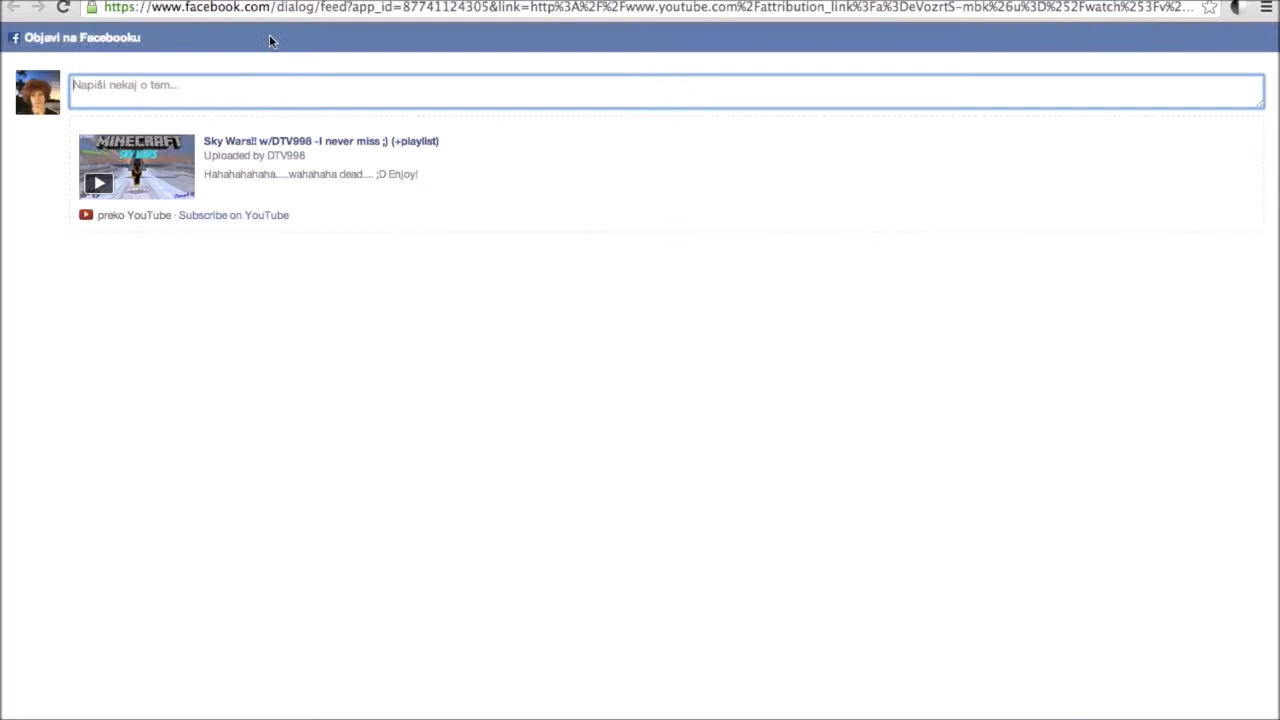 https://www.facebook.com/dialog/feed?app_id=87741124305&link=http%3A%2F%2Fwww.youtube.com%2Fattribution_link%3Fa%3DeVozrtS-mbk%26u%3D%252Fwatch%253Fv%2...
Objavi na Facebooku
Napiši nekaj o tem...
MINECRAFT
SKY WARS
Sky Wars!! w/DTV998 -I never miss ;) (+playlist)
Uploaded by DTV998
Hahahahahaha.....wahahaha dead.... ;D Enjoy!
preko YouTube · Subscribe on YouTube